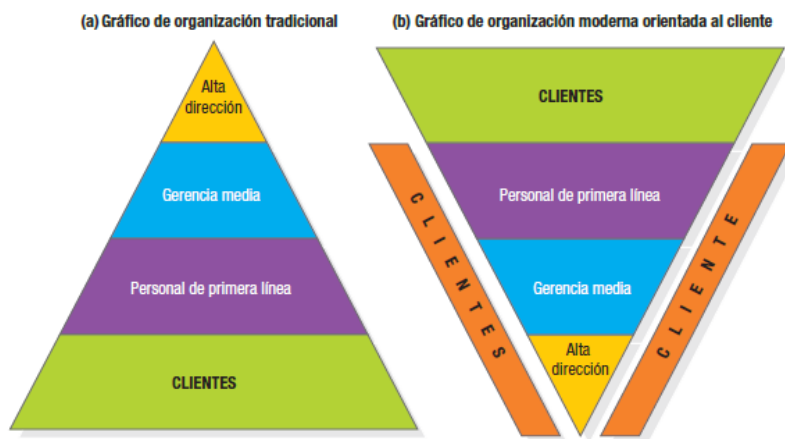 (a) Gráfico de organización tradicional
Alta
dirección
Gerencia media
Personal de primera línea
CLIENTES
(b) Gráfico de organización moderna orientada al cliente
CLIENTES
Personal de primera línea
Gerencia media
Alta
dirección
CLIENTES
CLIENTE